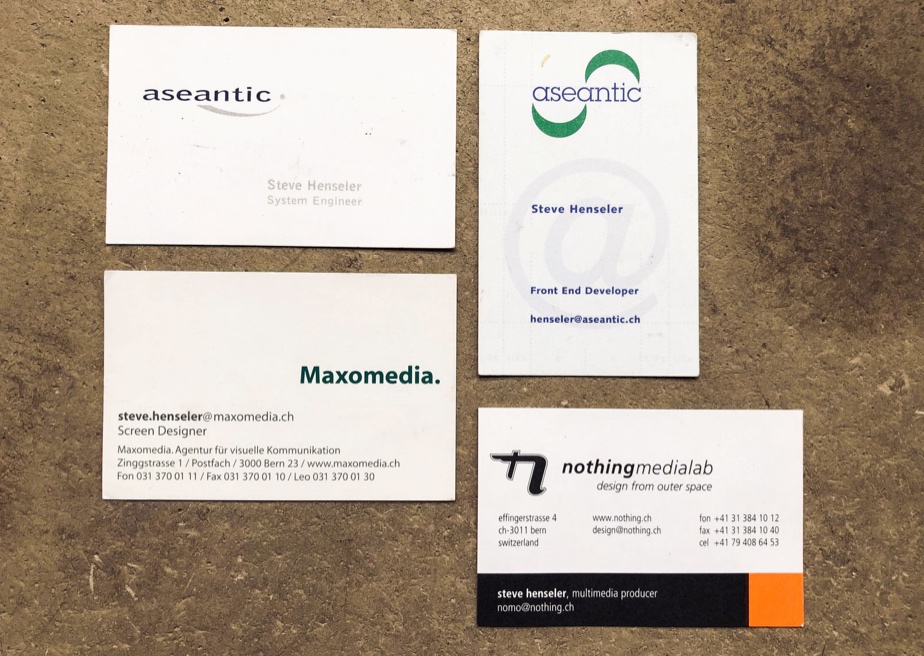 aseantic
Steve Henseler
System Engineer
aseantic
Steve Henseler
Front End Developer
henseler@aseantic.ch
Maxomedia.
steve.henseler@maxomedia.ch
Screen Designer
Maxomedia. Agentur für visuelle Kommunikation
Zinggstrasse 1 / Postfach / 3000 Bern 23 / www.maxomedia.ch
Fon 031 370 01 11 / Fax 031 370 01 10 / Leo 031 370 01 30
n nothingmedialab
design from outer space
effingerstrasse 4 www.nothing.ch fon +41 31 384 10 12
ch-3011 bern design@nothing.ch fax +41 31 384 10 40
switzerland cel +41 79 408 64 53
steve henseler, multimedia producer
nomo@nothing.ch